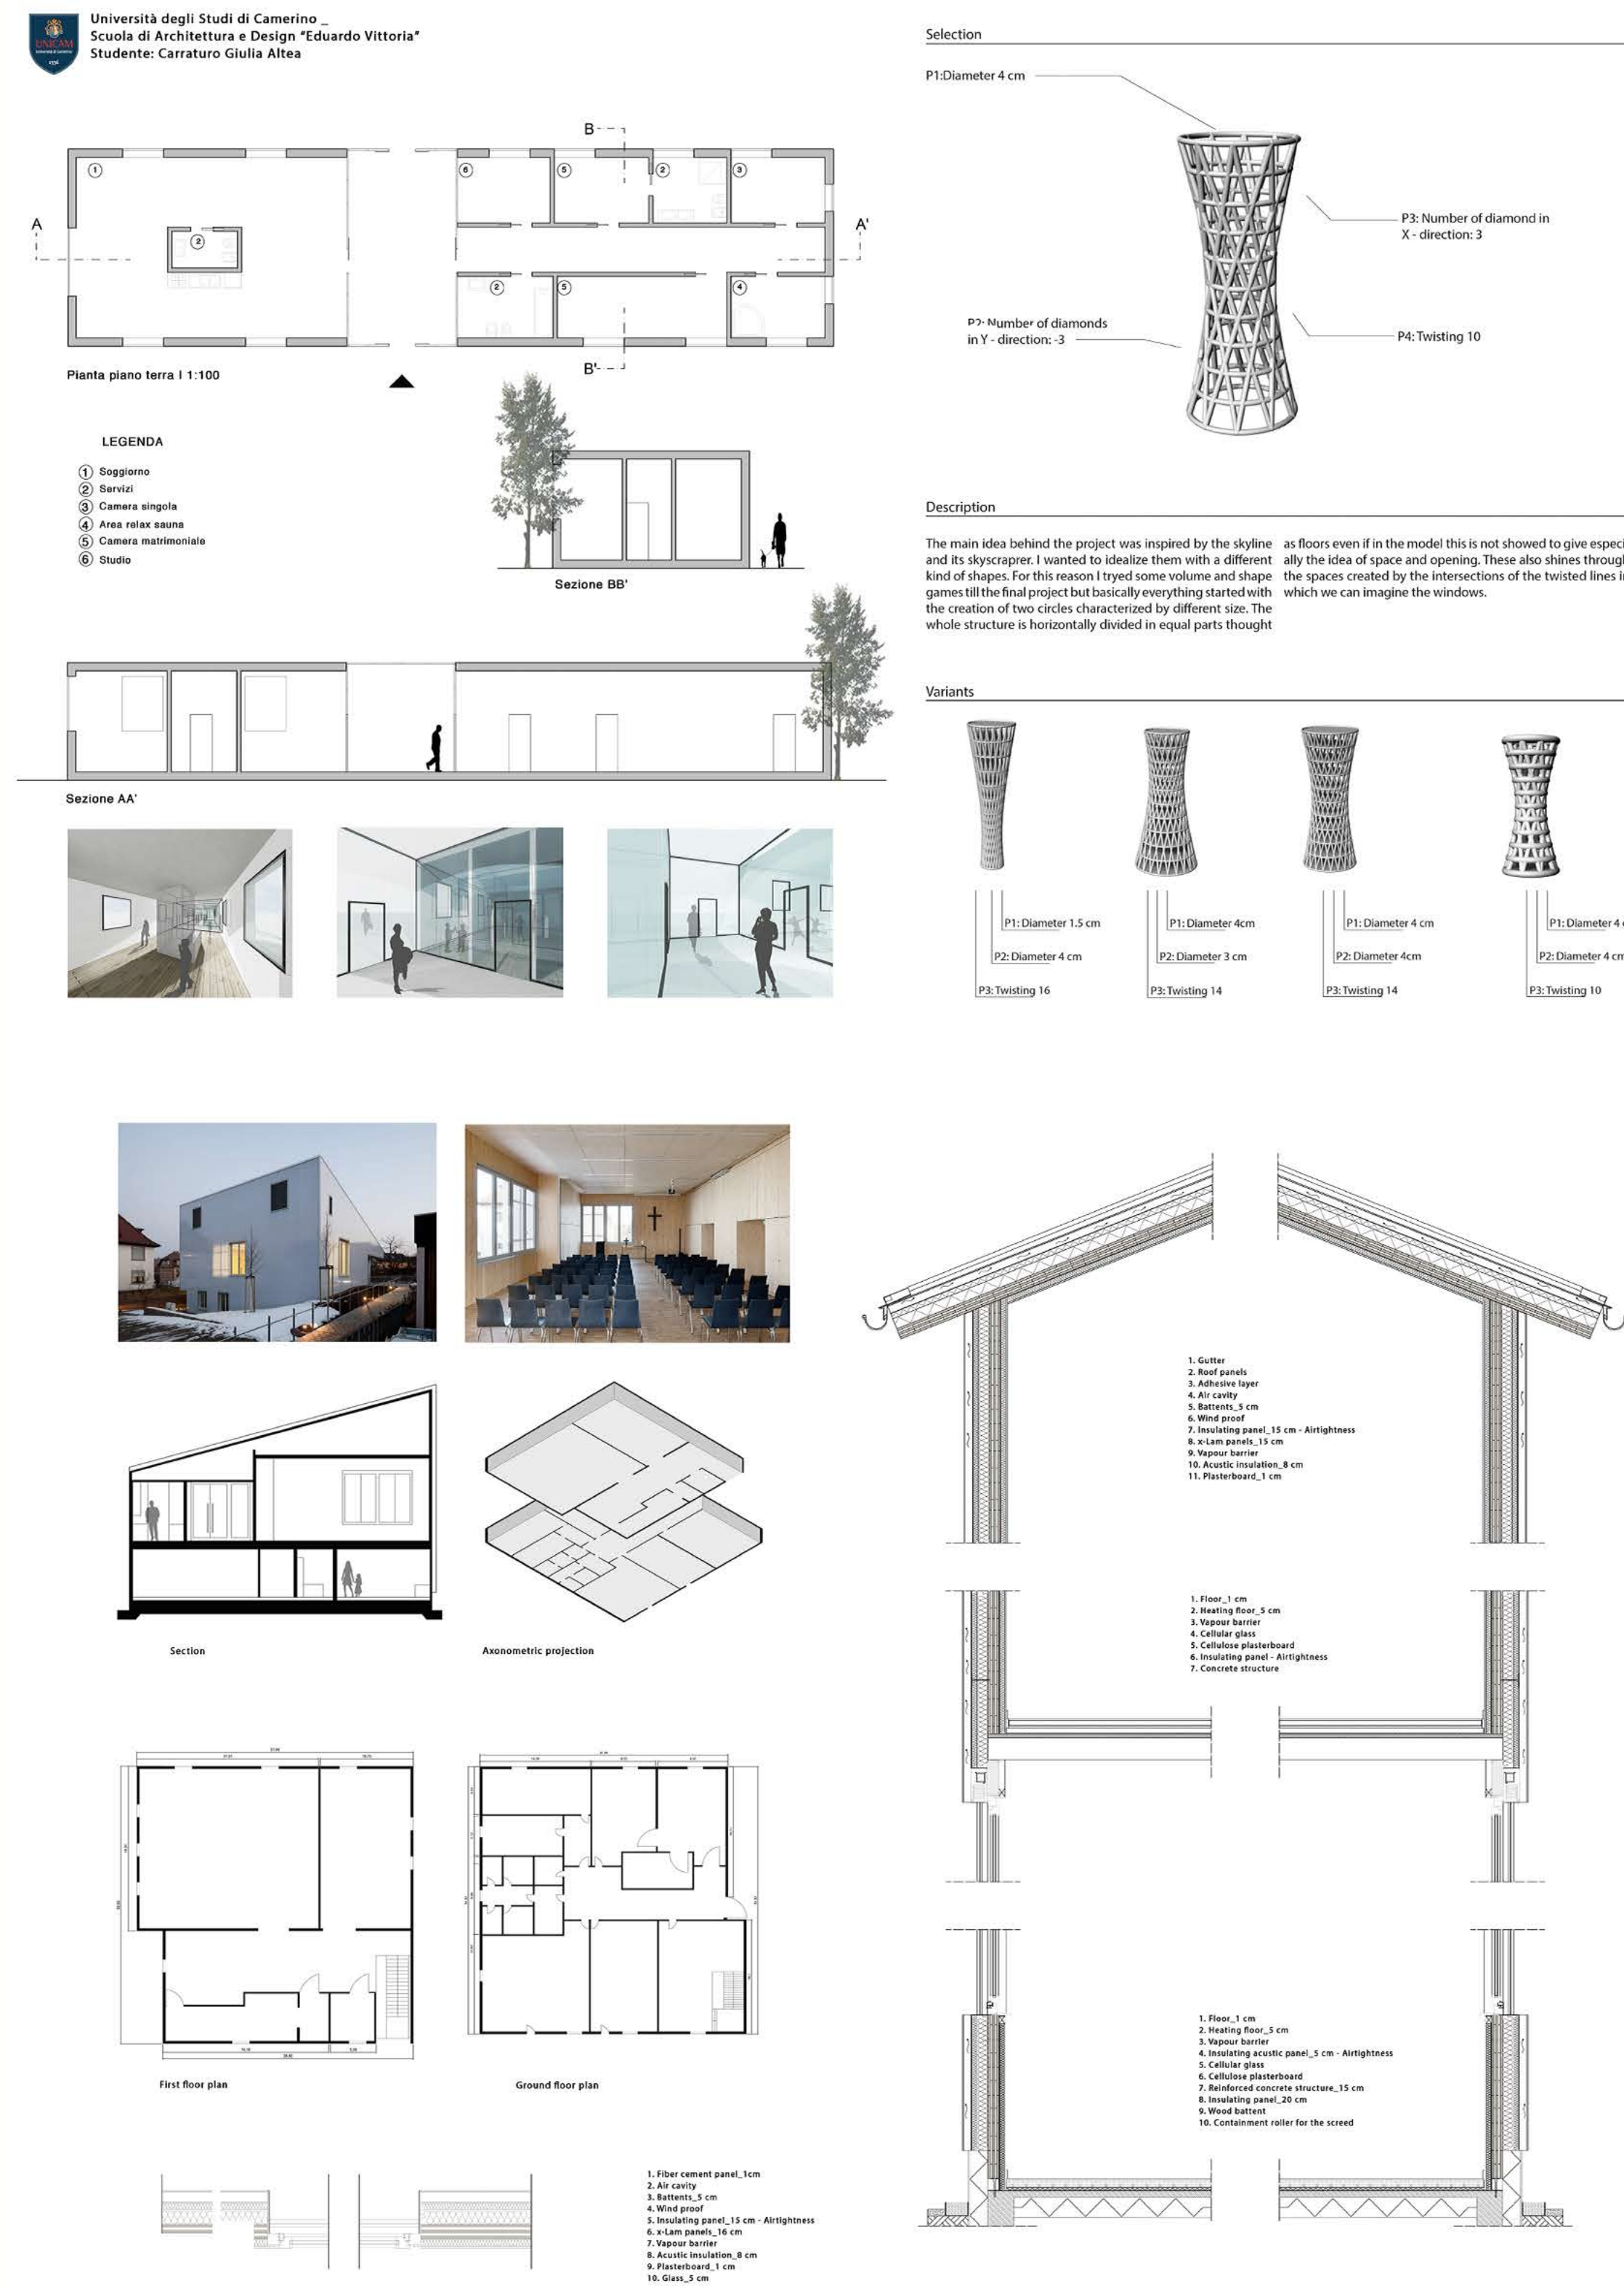 UNICAM
Università degli Studi di Camerino _
Scuola di Architettura e Design "Eduardo Vittoria"
Studente: Carraturo Giulia Altea
B
1
6
5
2
3
A
A'
2
2
5
4
B'
Pianta piano terra I 1:100
LEGENDA
1 Soggiorno
2 Servizi
3 Camera singola
4 Area relax sauna
5 Camera matrimoniale
6 Studio
Sezione BB'
Sezione AA'
Selection
P1:Diameter 4 cm
P3: Number of diamond in
X - direction: 3
P2: Number of diamonds
in Y - direction: -3
P4: Twisting 10
Description
The main idea behind the project was inspired by the skyline
and its skyscraprer. I wanted to idealize them with a different
kind of shapes. For this reason I tryed some volume and shape
games till the final project but basically everything started with
the creation of two circles characterized by different size. The
whole structure is horizontally divided in equal parts thought
as floors even if in the model this is not showed to give especi
ally the idea of space and opening. These also shines through
the spaces created by the intersections of the twisted lines i
which we can imagine the windows.
Variants
P1: Diameter 1.5 cm
P2: Diameter 4 cm
P3: Twisting 16
P1: Diameter 4cm
P2: Diameter 3 cm
P3: Twisting 14
P1: Diameter 4 cm
P2: Diameter 4cm
P3: Twisting 14
P1: Diameter 4
P2: Diameter 4 cm
P3: Twisting 10
Section
Axonometric projection
First floor plan
Ground floor plan
1. Fiber cement panel_1cm
2. Air cavity
3. Battents_5 cm
4. Wind proof
5. Insulating panel_15 cm - Airtightness
6. x-Lam panels_16 cm
7. Vapour barrier
8. Acustic insulation_8 cm
9. Plasterboard_1 cm
10. Glass_5 cm
1. Gutter
2. Roof panels
3. Adhesive layer
4. Air cavity
5. Battents_5 cm
6. Wind proof
7. Insulating panel_15 cm - Airtightness
8. x-Lam panels_15 cm
9. Vapour barrier
10. Acustic insulation_8 cm
11. Plasterboard_1 cm
1. Floor_1 cm
2. Heating floor_5 cm
3. Vapour barrier
4. Cellular glass
5. Cellulose plasterboard
6. Insulating panel - Airtightness
7. Concrete structure
1. Floor_1 cm
2. Heating floor_5 cm
3. Vapour barrier
4. Insulating acustic panel_5 cm - Airtightness
5. Cellular glass
6. Cellulose plasterboard
7. Reinforced concrete structure_15 cm
8. Insulating panel_20 cm
9. Wood battent
10. Containment roller for the screed